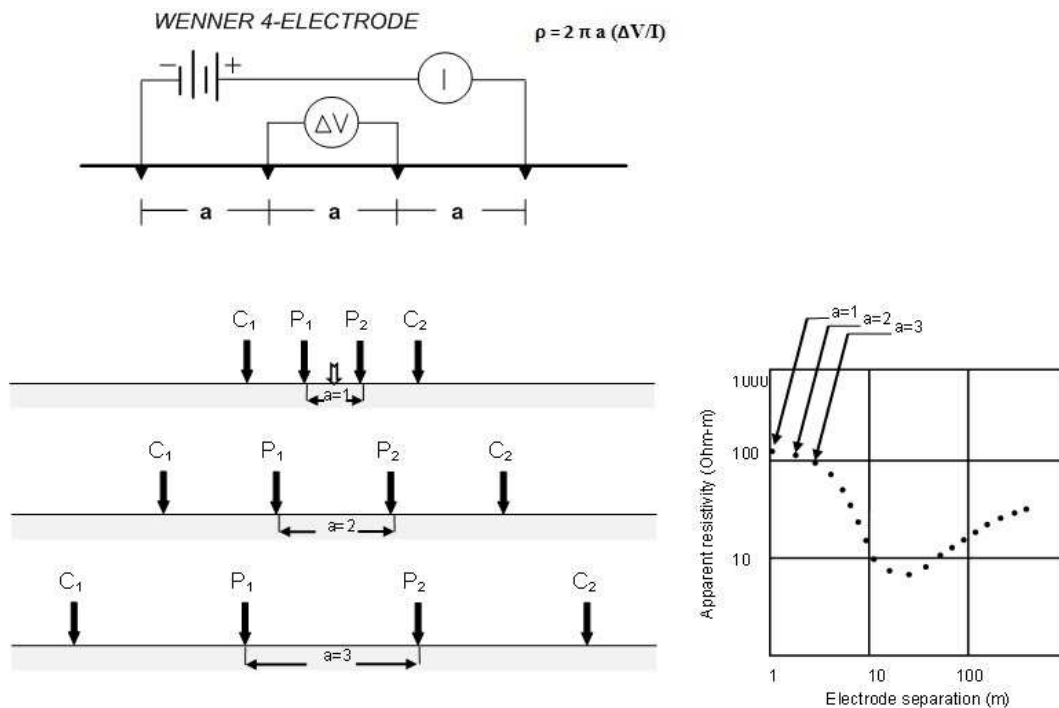 WENNER 4-ELECTRODE
ρ = 2 π a (ΔV/I)
− + I
ΔV
a a a
C₁ P₁ P₂ C₂
a=1
C₁ P₁ P₂ C₂
a=2
C₁ P₁ P₂ C₂
a=3
a=1
a=2
a=3
1000
100
10
Apparent resistivity (Ohm-m)
1 10 100
Electrode separation (m)